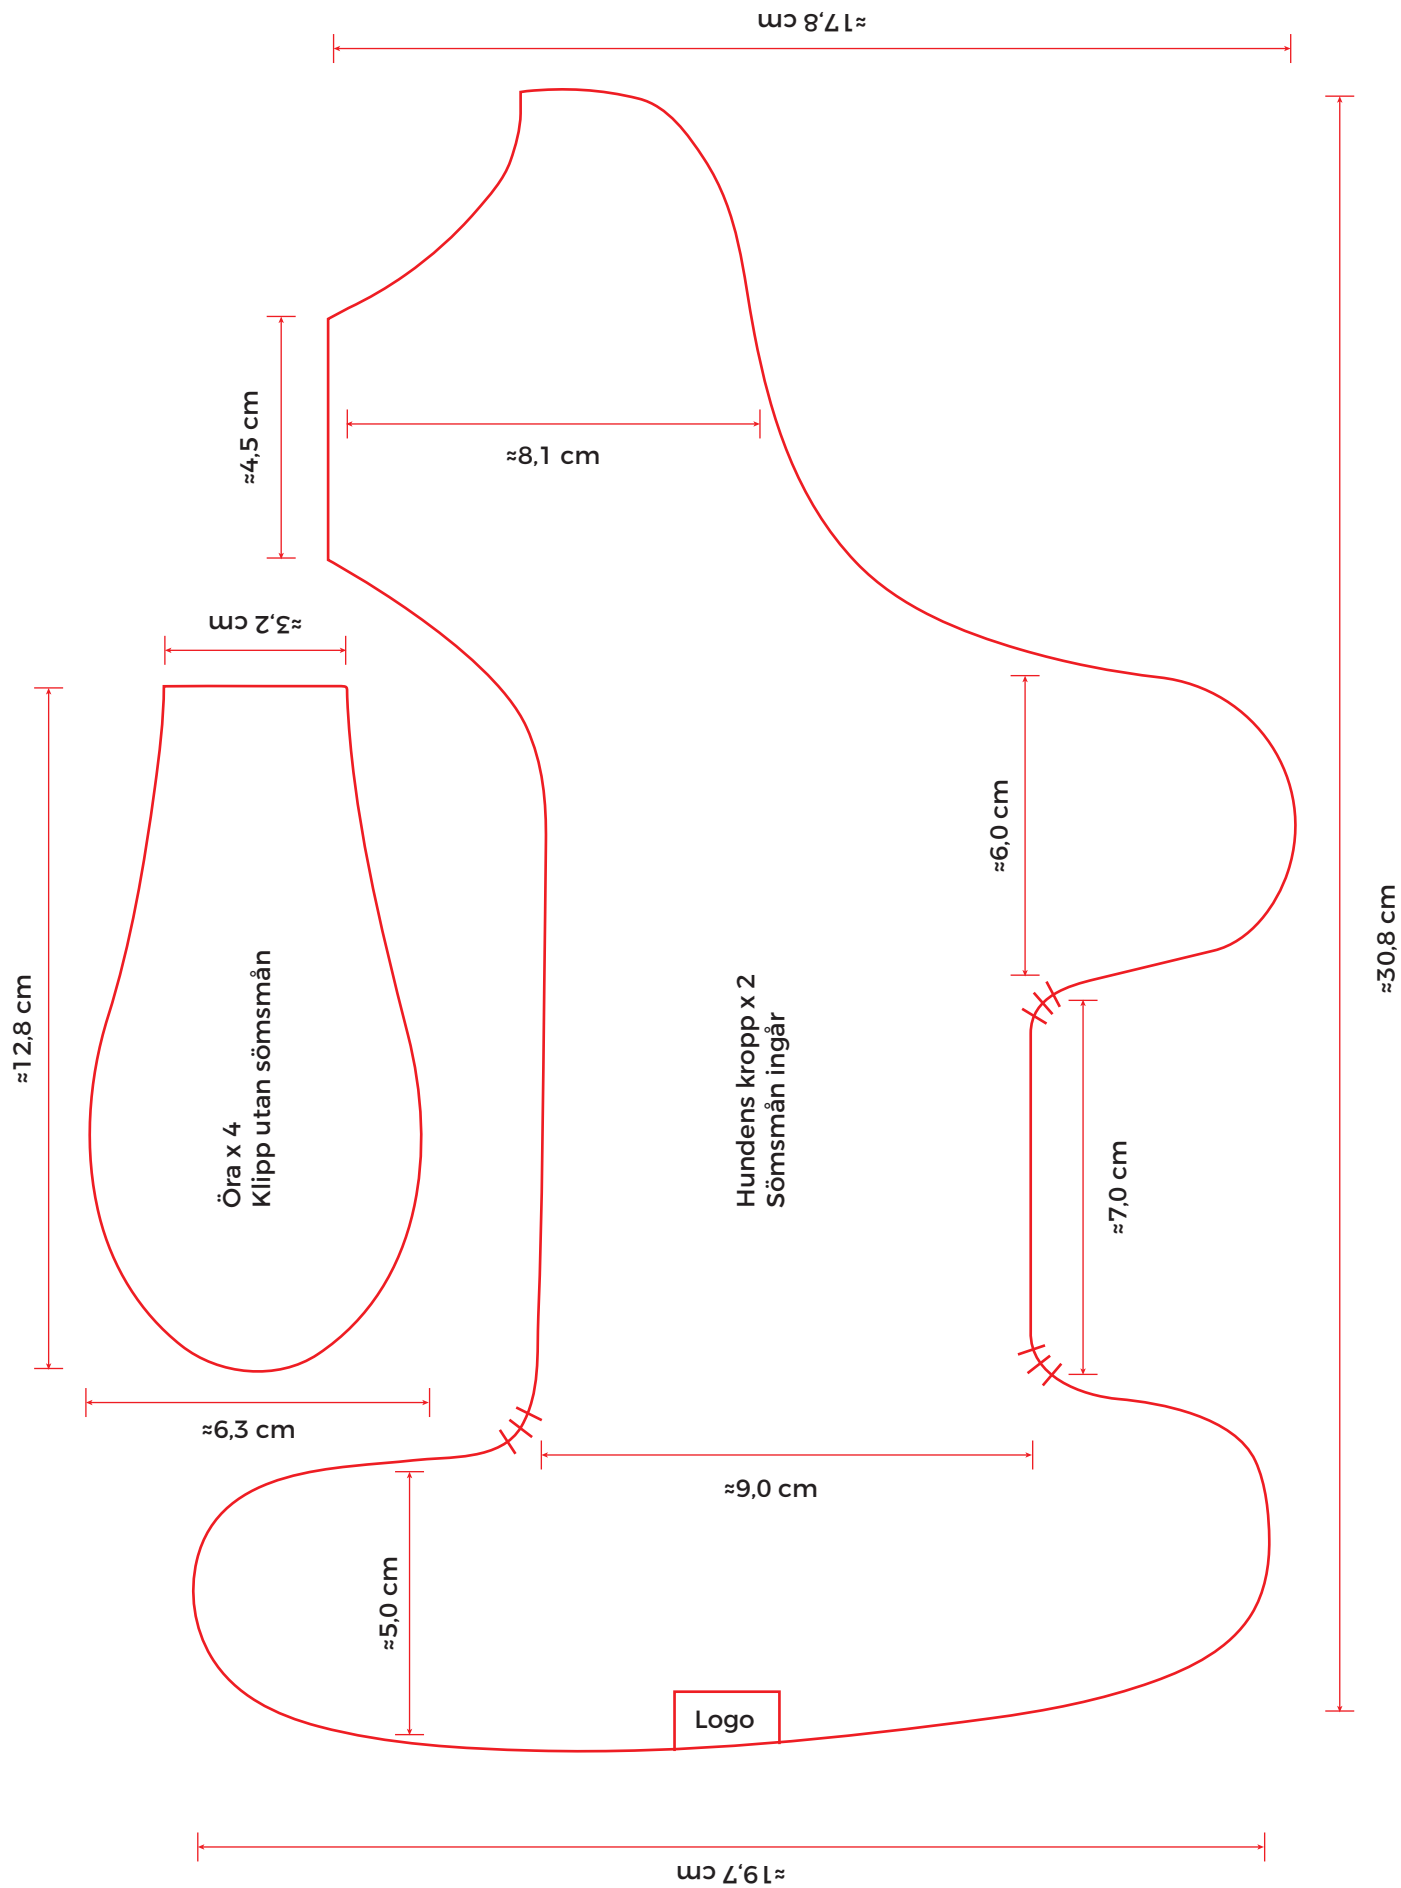 ≈17,8 cm
≈4,5 cm
≈8,1 cm
≈3,2 cm
≈6,0 cm
≈30,8 cm
≈12,8 cm
Öra x 4
Klipp utan sömsmån
Hundens kropp x 2
Sömsmån ingår
≈7,0 cm
≈6,3 cm
≈9,0 cm
≈5,0 cm
Logo
≈19,7 cm